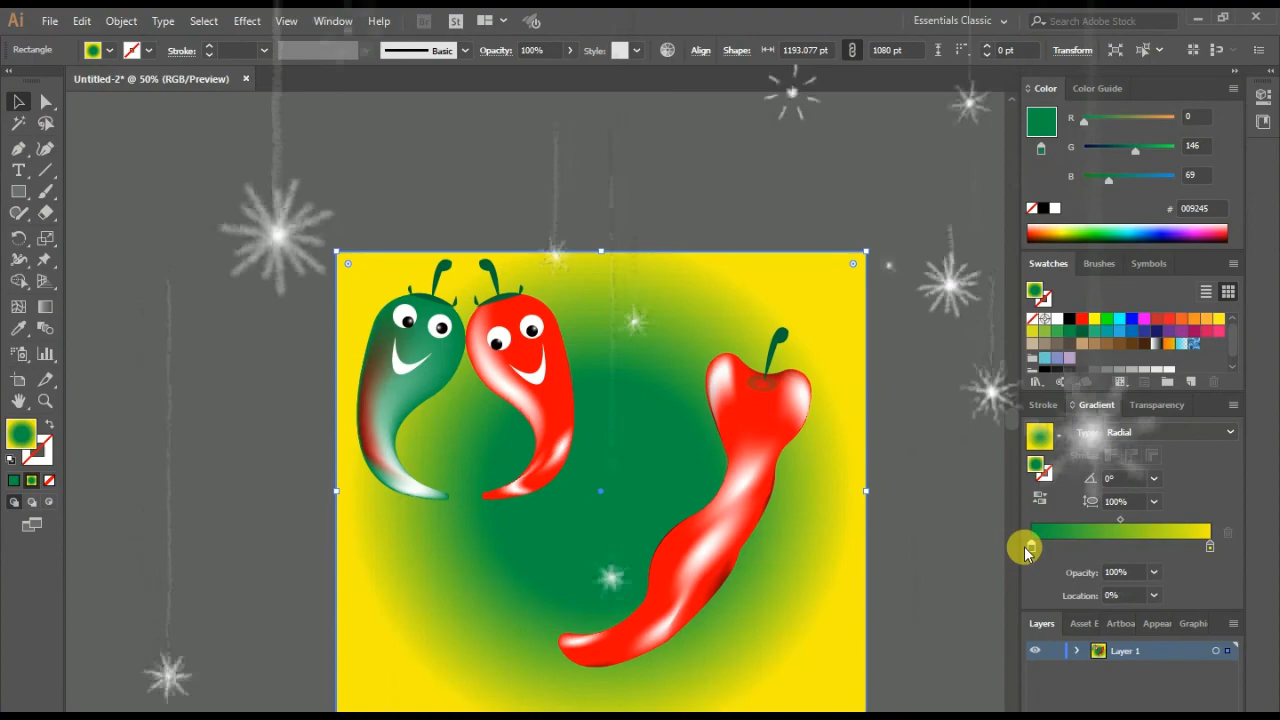 Ai File Edit Object Type Select Effect View Window Help Br St Essentials Classic Search Adobe Stock
Rectangle Stroke: Basic Opacity: 100% Style: Align Shape: 1193.077 pt 1080 pt 0 pt Transform
Untitled-2* @ 50% (RGB/Preview) ×
Color Color Guide
R 0
G 146
B 69
# 009245
Swatches Brushes Symbols
Stroke Gradient Transparency
Type: Radial
0°
100%
Opacity: 100%
Location: 0%
Layers Asset E Artboa Appear Graphi
Layer 1